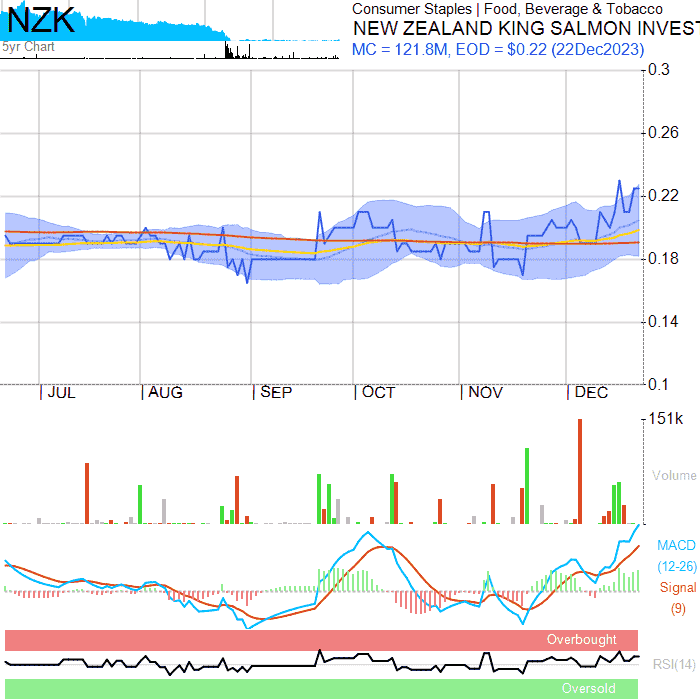 NZK
5yr Chart
Consumer Staples | Food, Beverage & Tobacco
NEW ZEALAND KING SALMON INVEST
MC = 121.8M, EOD = $0.22 (22Dec2023)
0.3
0.26
0.22
0.18
0.14
0.1
JUL AUG SEP OCT NOV DEC
151k
Volume
MACD
(12-26)
Signal
(9)
Overbought
RSI(14)
Oversold